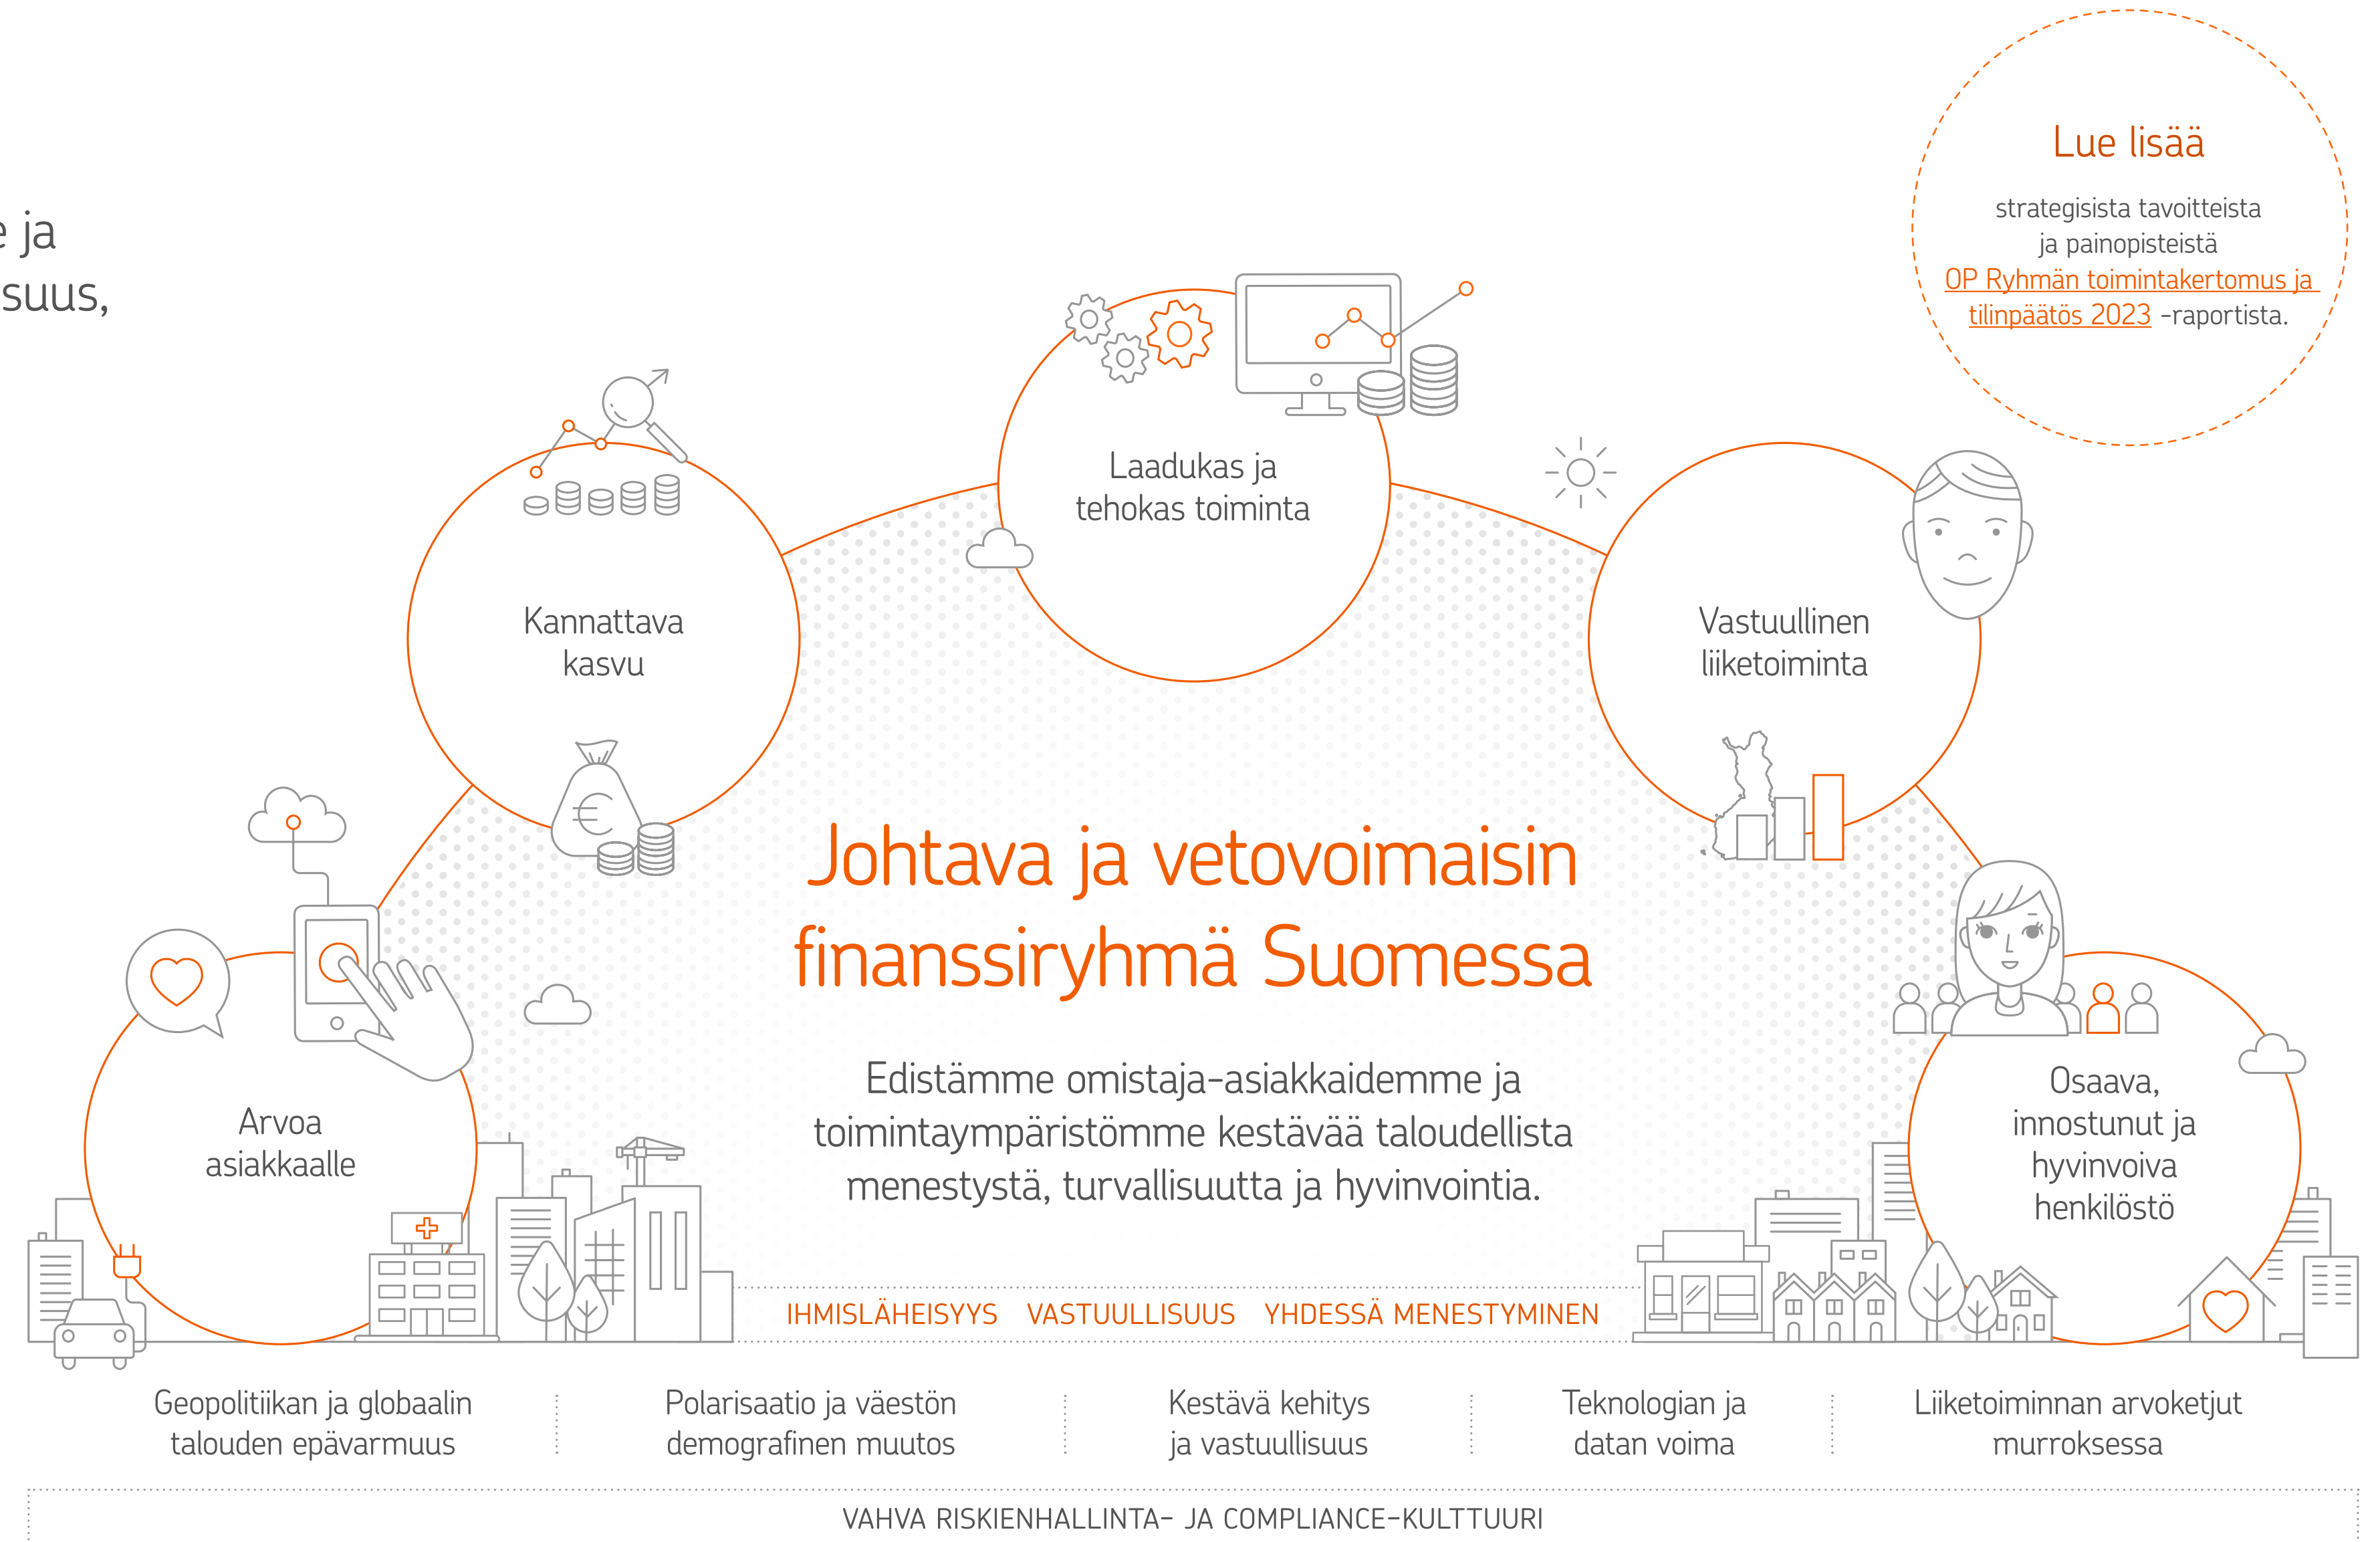 e ja
suus,
Lue lisää
strategisista tavoitteista
ja painopisteistä
OP Ryhmän toimintakertomus ja
tilinpäätös 2023 -raportista.
Laadukas ja
tehokas toiminta
Kannattava
kasvu
Vastuullinen
liiketoiminta
Arvoa
asiakkaalle
Osaava,
innostunut ja
hyvinvoiva
henkilöstö
Johtava ja vetovoimaisin
finanssiryhmä Suomessa
Edistämme omistaja-asiakkaidemme ja
toimintaympäristömme kestävää taloudellista
menestystä, turvallisuutta ja hyvinvointia.
IHMISLÄHEISYYS VASTUULLISUUS YHDESSÄ MENESTYMINEN
Geopolitiikan ja globaalin
talouden epävarmuus
Polarisaatio ja väestön
demografinen muutos
Kestävä kehitys
ja vastuullisuus
Teknologian ja
datan voima
Liiketoiminnan arvoketjut
murroksessa
VAHVA RISKIENHALLINTA- JA COMPLIANCE-KULTTUURI